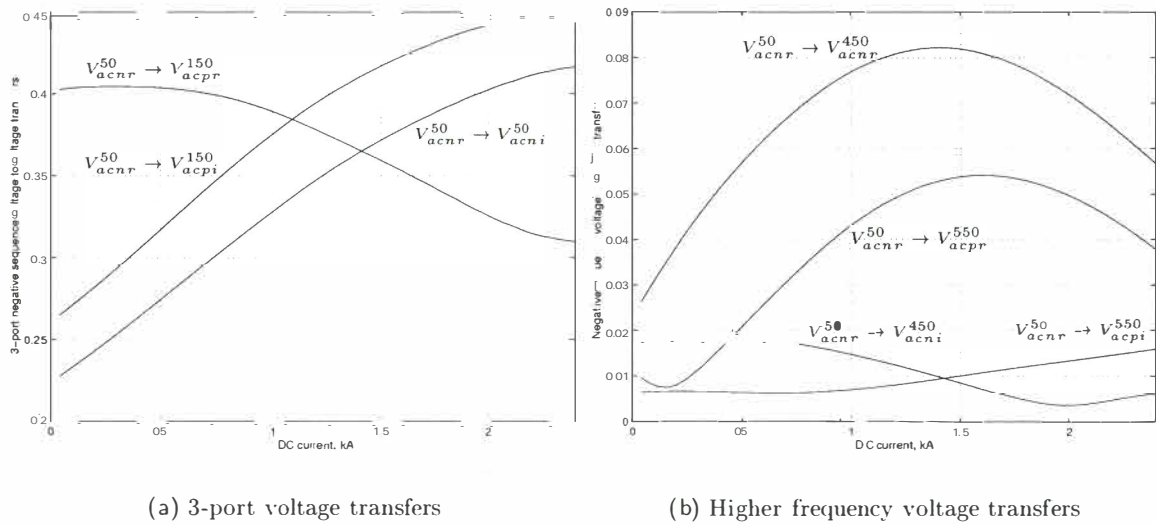 0.45
0.4
0.35
0.3
0.25
0.2
3-port negative sequence
V^{50}_{acnr} → V^{150}_{acpr}
V^{50}_{acnr} → V^{150}_{acpi}
V^{50}_{acnr} → V^{50}_{acni}
0 05 1 1.5 2
DC current, kA
(a) 3-port voltage transfers
0.09
0.08
0.07
0.06
0.05
0.04
0.03
0.02
0.01
0
Negative voltage
V^{50}_{acnr} → V^{450}_{acnr}
V^{50}_{acnr} → V^{550}_{acpr}
V^{50}_{acnr} → V^{450}_{acni}
V^{50}_{acnr} → V^{550}_{acpi}
0 05 1 1.5 2
DC current, kA
(b) Higher frequency voltage transfers